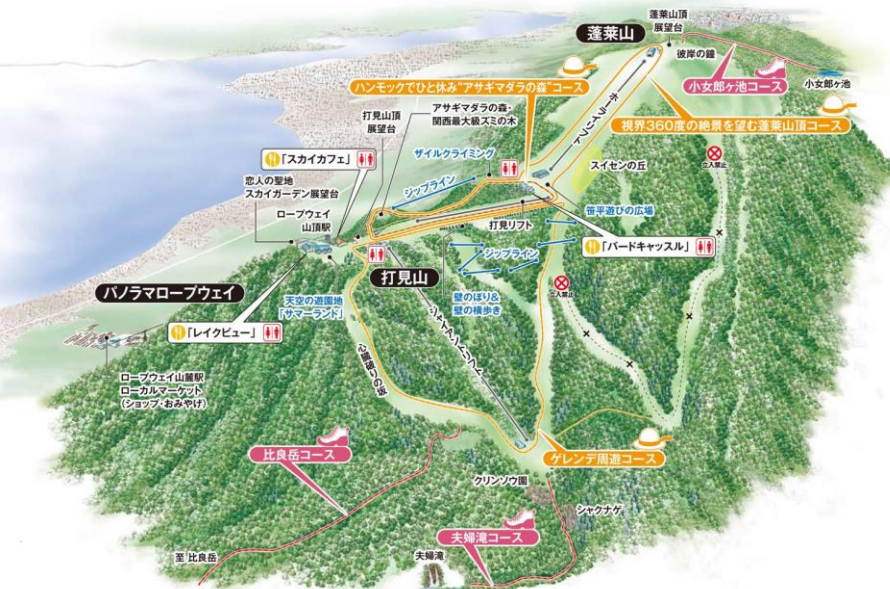 蓬莱山頂
展望台
蓬莱山
彼岸の鐘
小女郎ヶ池コース
小女郎ヶ池
ハンモックでひと休み"アサギマダラの森"コース
ホーライリフト
視界360度の絶景を望む蓬莱山頂コース
打見山頂
展望台
アサギマダラの森・
関西最大級ズミの木
ザイルクライミング
スイセンの丘
立入禁止
「スカイカフェ」
ジップライン
恋人の聖地
スカイガーデン展望台
ロープウェイ
山頂駅
笹平遊びの広場
打見リフト
「バードキャッスル」
ジップライン
打見山
パノラマロープウェイ
天空の遊園地
「サマーランド」
壁のぼり&
壁の横歩き
立入禁止
「レイクビュー」
ジャイアントリフト
心臓破りの坂
ロープウェイ山麓駅
ローカルマーケット
(ショップ・おみやげ)
比良岳コース
ゲレンデ周遊コース
クリンソウ園
シャクナゲ
夫婦滝コース
至 比良岳
夫婦滝